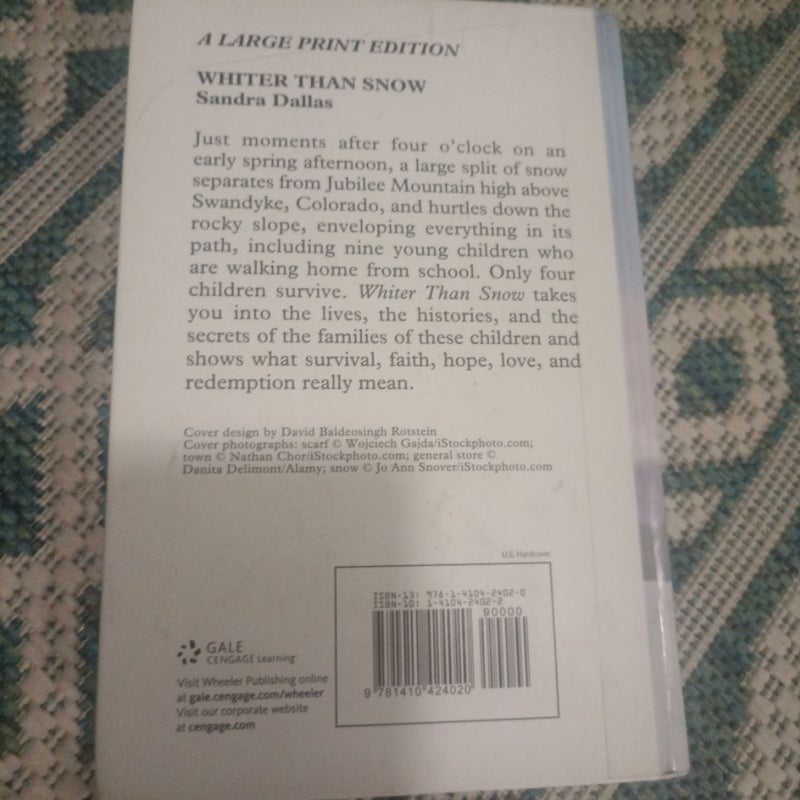 A LARGE PRINT EDITION
WHITER THAN SNOW
Sandra Dallas
Just moments after four o'clock on an
early spring afternoon, a large split of snow
separates from Jubilee Mountain high above
Swandyke, Colorado, and hurtles down the
rocky slope, enveloping everything in its
path, including nine young children who
are walking home from school. Only four
children survive. Whiter Than Snow takes
you into the lives, the histories, and the
secrets of the families of these children and
shows what survival, faith, hope, love, and
redemption really mean.
Cover design by David Baldeosingh Rotstein
Cover photographs: scarf © Wojciech Gajda/iStockphoto.com;
town © Nathan Chor/iStockphoto.com; general store ©
Danita Delimont/Alamy; snow © Jo Ann Snover/iStockphoto.com
U.S. Hardcover
ISBN-13: 978-1-4104-2402-0
ISBN-10: 1-4104-2402-2
90000
9 781410 424020
GALE
CENGAGE Learning™
Visit Wheeler Publishing online
at gale.cengage.com/wheeler
Visit our corporate website
at cengage.com